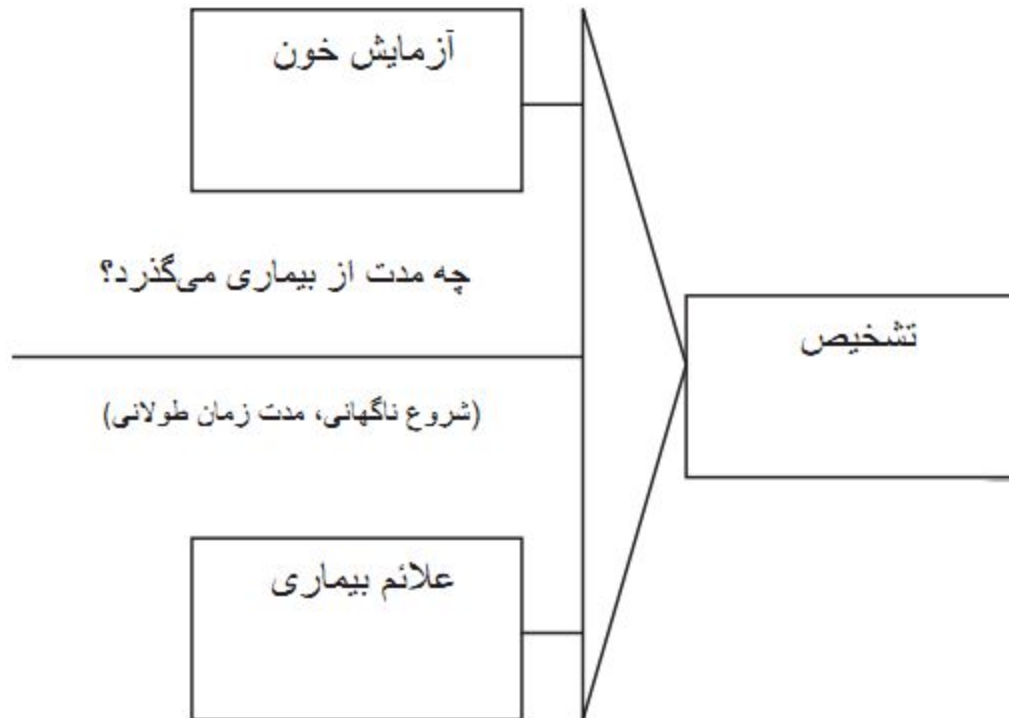 آزمایش خون
چه مدت از بیماری می‌گذرد؟
تشخیص
(شروع ناگهانی، مدت زمان طولانی)
علائم بیماری